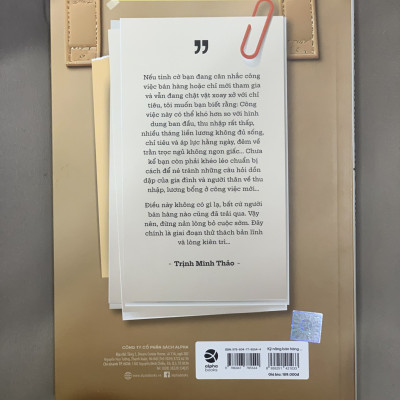 "
Nếu tình cờ bạn đang cân nhắc công
việc bán hàng hoặc chỉ mới tham gia
và vẫn đang chật vật xoay sở với chỉ
tiêu, tôi muốn bạn biết rằng: Công
việc này có thể khó hơn so với hình
dung ban đầu, thu nhập rất thấp,
nhiều tháng liền lương không đủ sống,
chỉ tiêu và áp lực hằng ngày, đêm về
trằn trọc ngủ không ngon giấc... Chưa
kể bạn còn phải khéo léo chuẩn bị
cách để né tránh những câu hỏi dồn
dập của gia đình và người thân về thu
nhập, lương bổng ở công việc mới...
Điều này không có gì lạ, bất cứ người
bán hàng nào cũng đã trải qua. Vậy
nên, đừng nản lòng bỏ cuộc sớm. Đây
chính là giai đoạn thử thách bản lĩnh
và lòng kiên trì...
- Trịnh Minh Thảo -
CÔNG TY CỔ PHẦN SÁCH ALPHA
alpha
books
Kỹ năng bán hàng